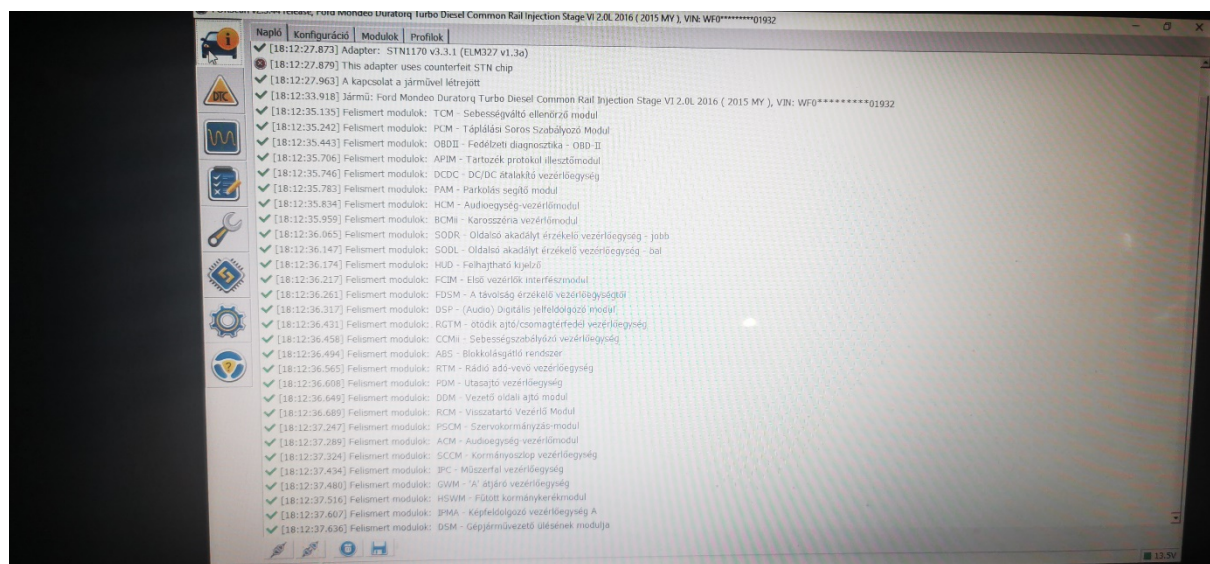 release, Ford Mondeo Duratorq Turbo Diesel Common Rail Injection Stage VI 2.0L 2016 ( 2015 MY ), VIN: WF0*********01932
Napló Konfiguráció Modulok Profilok
[18:12:27.873] Adapter: STN1170 v3.3.1 (ELM327 v1.3a)
[18:12:27.879] This adapter uses counterfeit STN chip
[18:12:27.963] A kapcsolat a járművel létrejött
[18:12:33.918] Jármű: Ford Mondeo Duratorq Turbo Diesel Common Rail Injection Stage VI 2.0L 2016 ( 2015 MY ), VIN: WF0*********01932
[18:12:35.135] Felismert modulok: TCM - Sebességváltó ellenőrző modul
[18:12:35.242] Felismert modulok: PCM - Táplálási Soros Szabályozó Modul
[18:12:35.443] Felismert modulok: OBDII - Fedélzeti diagnosztika - OBD-II
[18:12:35.706] Felismert modulok: APIM - Tartozék protokol illesztőmodul
[18:12:35.746] Felismert modulok: DCDC - DC/DC átalakító vezérlőegység
[18:12:35.783] Felismert modulok: PAM - Parkolás segítő modul
[18:12:35.834] Felismert modulok: HCM - Audioegység-vezérlőmodul
[18:12:35.959] Felismert modulok: BCMii - Karosszéria vezérlőmodul
[18:12:36.065] Felismert modulok: SODR - Oldalsó akadályt érzékelő vezérlőegység - jobb
[18:12:36.147] Felismert modulok: SODL - Oldalsó akadályt érzékelő vezérlőegység - bal
[18:12:36.174] Felismert modulok: HUD - Felhajtható kijelző
[18:12:36.217] Felismert modulok: FCIM - Első vezérlők interfészmodul
[18:12:36.261] Felismert modulok: FDSM - A távolság érzékelő vezérlőegységtől
[18:12:36.317] Felismert modulok: DSP - (Audio) Digitális jelfeldolgozó modul
[18:12:36.431] Felismert modulok: RGTM - ötödik ajtó/csomagtérfedél vezérlőegység
[18:12:36.458] Felismert modulok: CCMii - Sebességszabályozó vezérlőegység
[18:12:36.494] Felismert modulok: ABS - Blokkolásgátló rendszer
[18:12:36.565] Felismert modulok: RTM - Rádió adó-vevő vezérlőegység
[18:12:36.608] Felismert modulok: PDM - Utasajtó vezérlőegység
[18:12:36.649] Felismert modulok: DDM - Vezető oldali ajtó modul
[18:12:36.689] Felismert modulok: RCM - Visszatartó Vezérlő Modul
[18:12:37.247] Felismert modulok: PSCM - Szervokormányzás-modul
[18:12:37.289] Felismert modulok: ACM - Audioegység-vezérlőmodul
[18:12:37.324] Felismert modulok: SCCM - Kormányoszlop vezérlőegység
[18:12:37.434] Felismert modulok: IPC - Műszerfal vezérlőegység
[18:12:37.480] Felismert modulok: GWM - 'A' átjáró vezérlőegység
[18:12:37.516] Felismert modulok: HSWM - Fűtött kormánykerékmodul
[18:12:37.607] Felismert modulok: IPMA - Képfeldolgozó vezérlőegység A
[18:12:37.636] Felismert modulok: DSM - Gépjárművezető ülésének modulja
DTC
13.5V